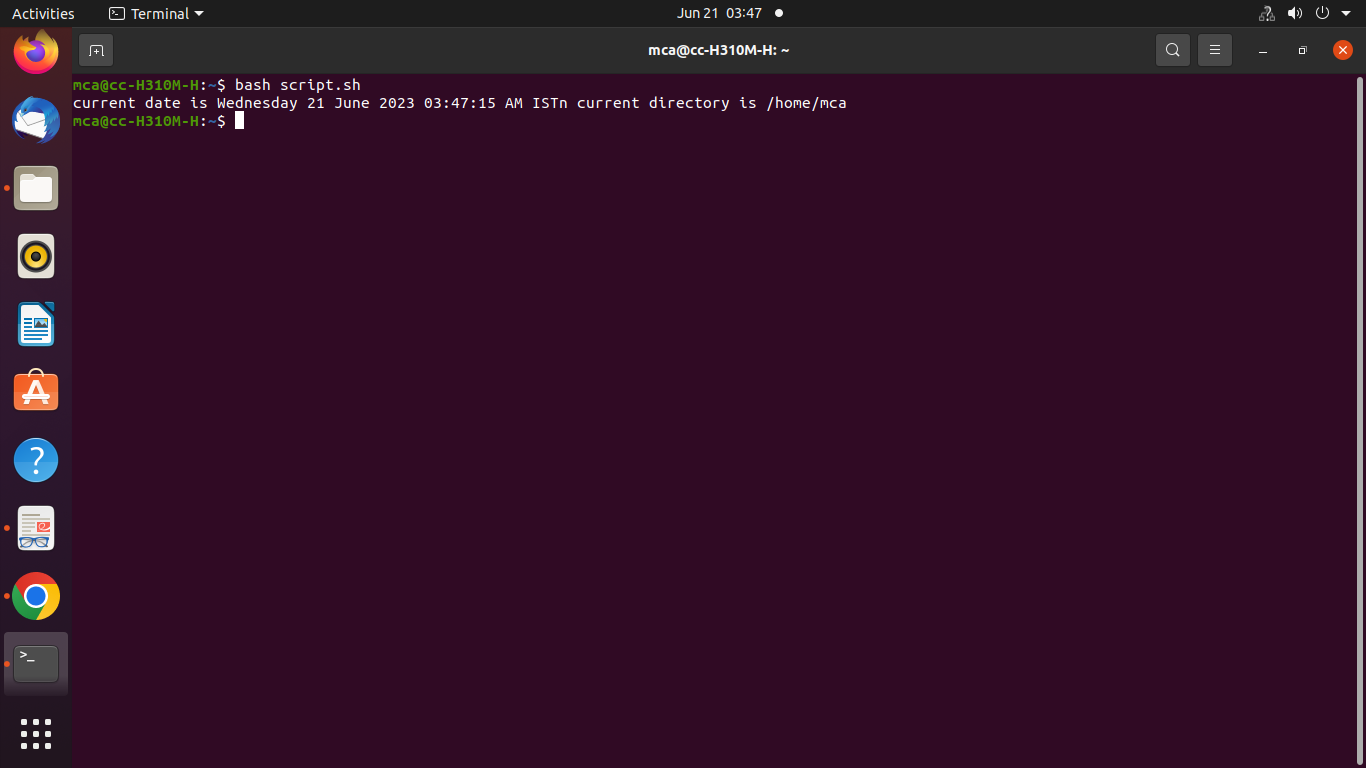 Activities
Terminal
Jun 21 03:47
mca@cc-H310M-H: ~
mca@cc-H310M-H:~$ bash script.sh
current date is Wednesday 21 June 2023 03:47:15 AM ISTn current directory is /home/mca
mca@cc-H310M-H:~$